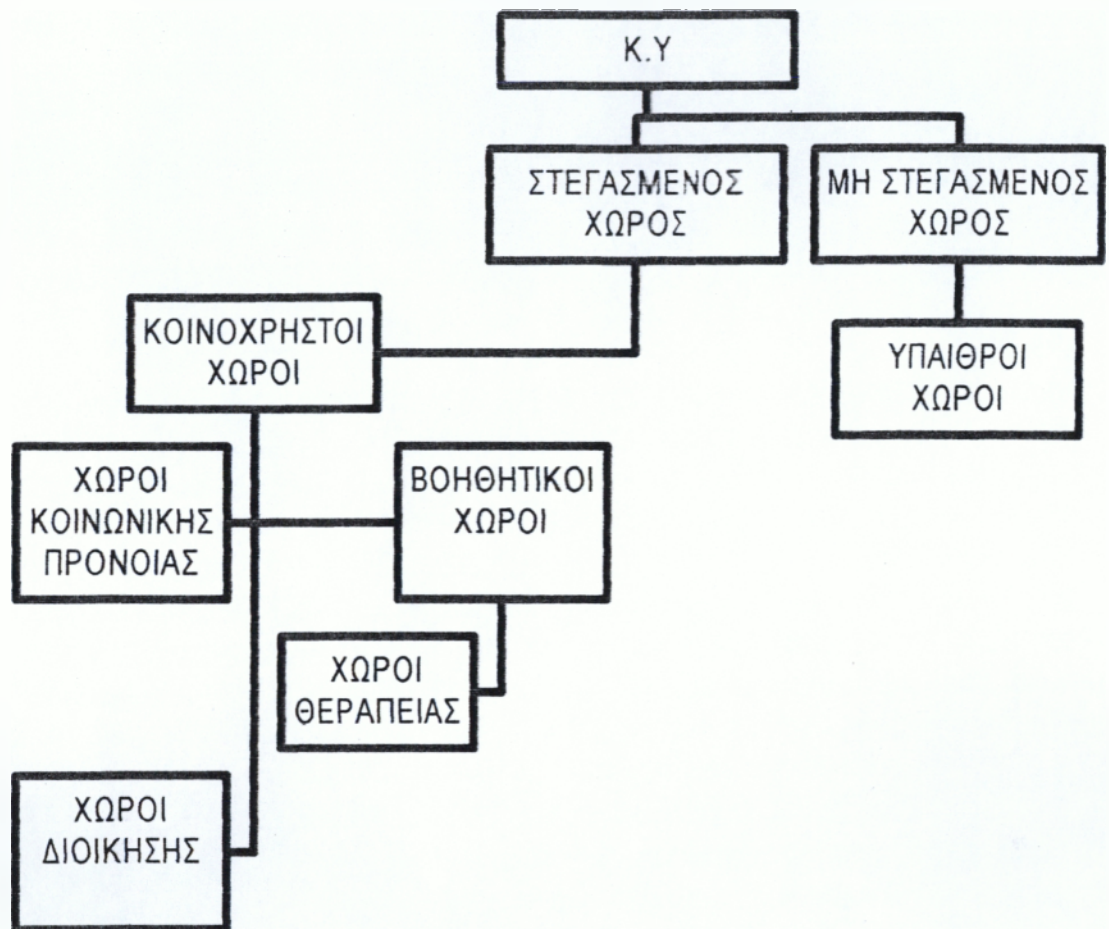 Κ.Υ
ΣΤΕΓΑΣΜΕΝΟΣ
ΧΩΡΟΣ
ΜΗ ΣΤΕΓΑΣΜΕΝΟΣ
ΧΩΡΟΣ
ΚΟΙΝΟΧΡΗΣΤΟΙ
ΧΩΡΟΙ
ΥΠΑΙΘΡΟΙ
ΧΩΡΟΙ
ΧΩΡΟΙ
ΚΟΙΝΩΝΙΚΗΣ
ΠΡΟΝΟΙΑΣ
ΒΟΗΘΗΤΙΚΟΙ
ΧΩΡΟΙ
ΧΩΡΟΙ
ΘΕΡΑΠΕΙΑΣ
ΧΩΡΟΙ
ΔΙΟΙΚΗΣΗΣ